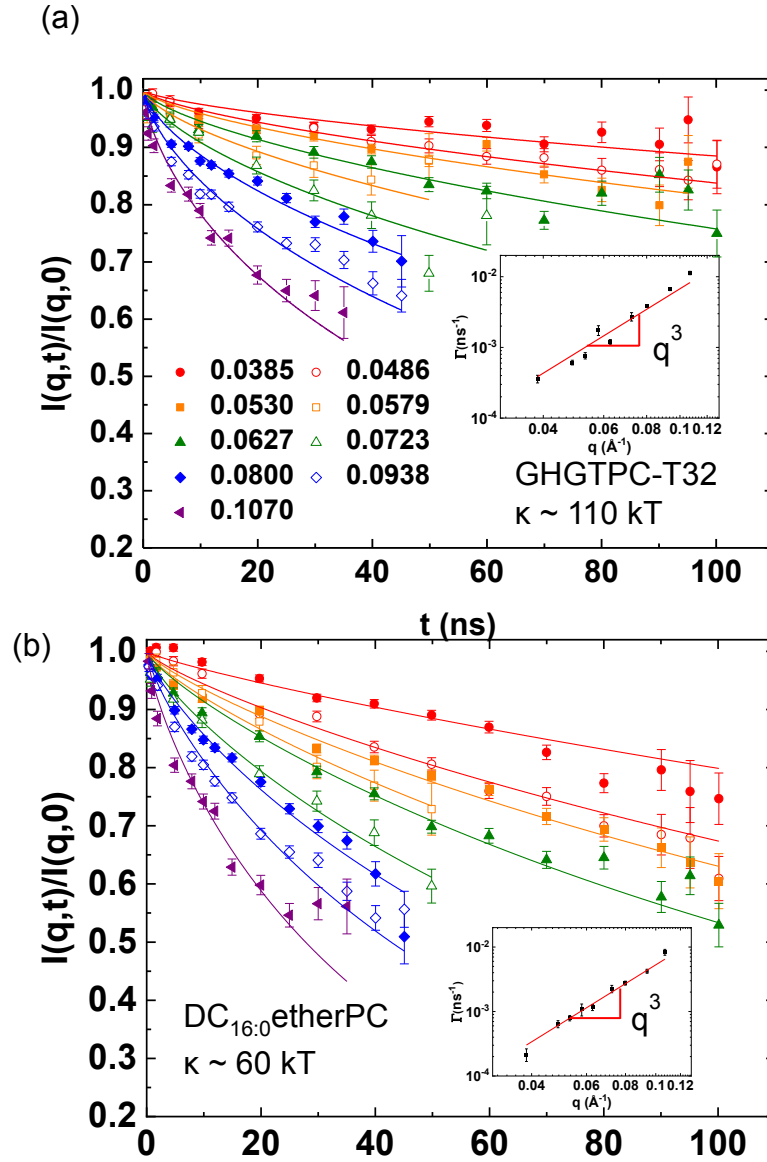 (a)
1.0
0.9
0.8
0.7
0.6
0.5
0.4
0.3
0.2
I(q,t)/I(q,0)
0.0385 0.0486
0.0530 0.0579
0.0627 0.0723
0.0800 0.0938
0.1070
10⁻²
10⁻³
10⁻⁴
Γ(ns⁻¹)
q³
0.04 0.06 0.08 0.1 0.12
q (Å⁻¹)
GHGTPC-T32
κ ~ 110 kT
0 20 40 60 80 100
t (ns)
(b)
1.0
0.9
0.8
0.7
0.6
0.5
0.4
0.3
0.2
I(q,t)/I(q,0)
DC₁₆:₀etherPC
κ ~ 60 kT
10⁻²
10⁻³
10⁻⁴
Γ(ns⁻¹)
q³
0.04 0.06 0.08 0.1 0.12
q (Å⁻¹)
0 20 40 60 80 100